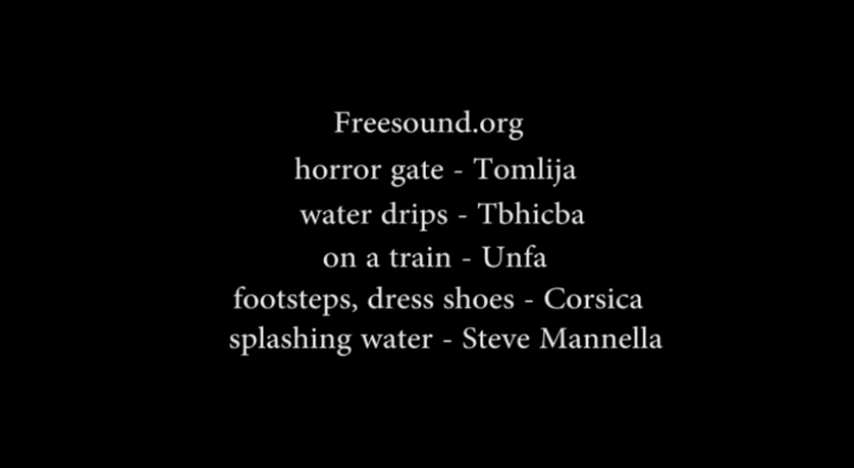 Freesound.org
horror gate - Tomlija
water drips - Tbhicba
on a train - Unfa
footsteps, dress shoes - Corsica
splashing water - Steve Mannella